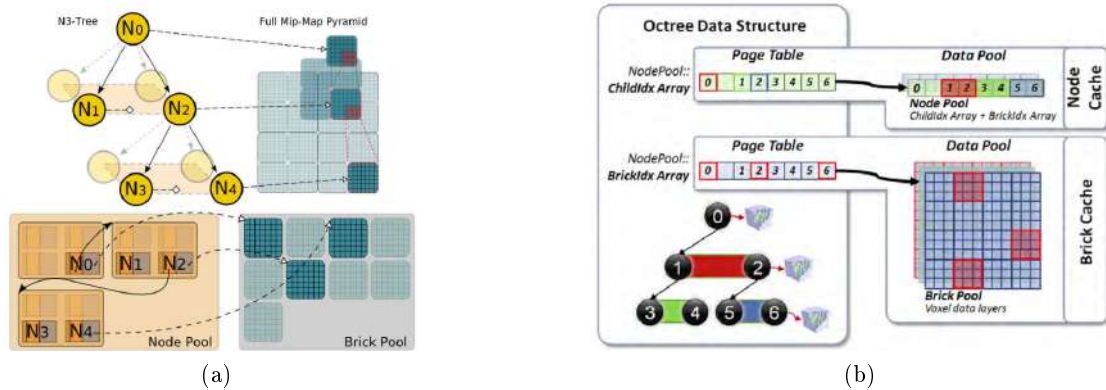 N3-Tree
Full Mip-Map Pyramid
N0
N1
N2
N3
N4
N0
N1
N2
N3
N4
Node Pool
Brick Pool
(a)
Octree Data Structure
Page Table
Data Pool
NodePool::
ChildIdx Array
0 1 2 3 4 5 6
0 1 2 3 4 5 6
Node Pool
ChildIdx Array + BrickIdx Array
Node Cache
Page Table
Data Pool
NodePool::
BrickIdx Array
0 1 2 3 4 5 6
0
1 2
3 4 5 6
Brick Pool
Voxel data layers
Brick Cache
(b)